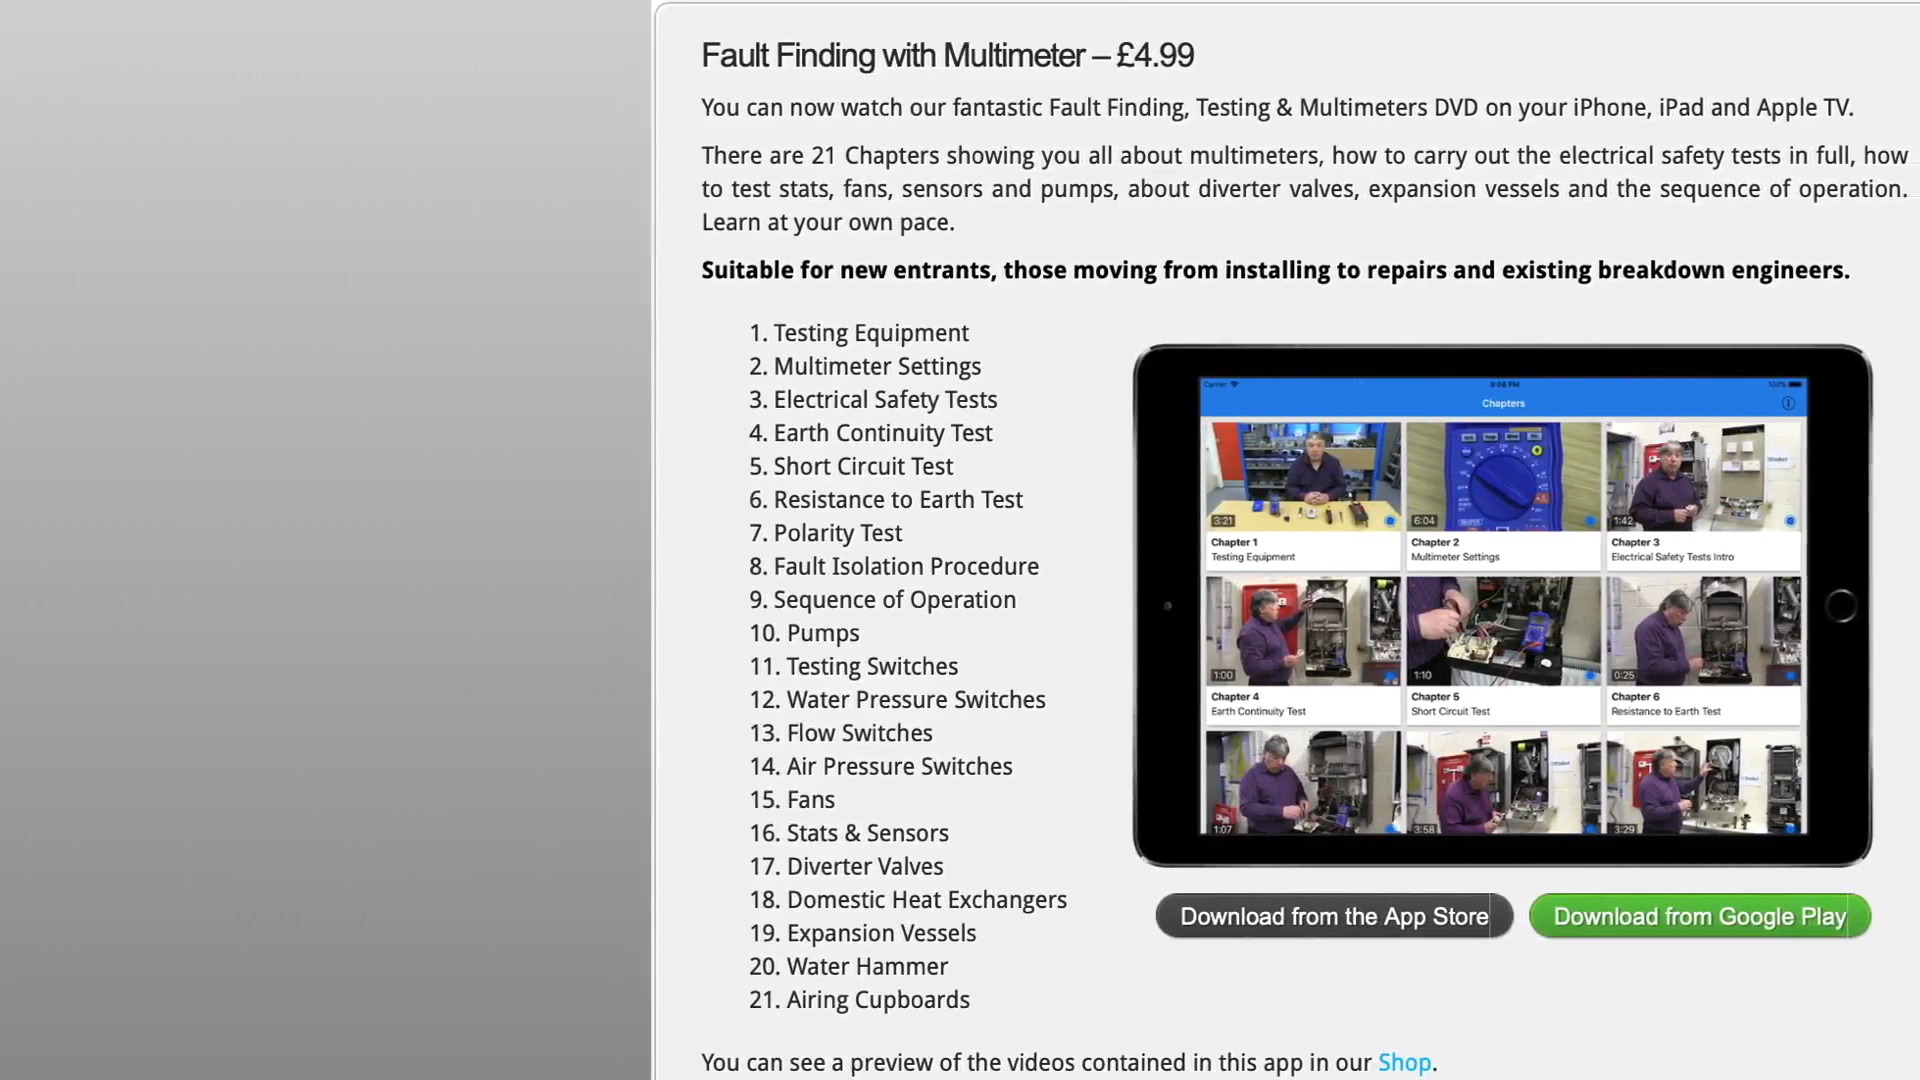 Fault Finding with Multimeter – £4.99
You can now watch our fantastic Fault Finding, Testing & Multimeters DVD on your iPhone, iPad and Apple TV.
There are 21 Chapters showing you all about multimeters, how to carry out the electrical safety tests in full, how
to test stats, fans, sensors and pumps, about diverter valves, expansion vessels and the sequence of operation.
Learn at your own pace.
Suitable for new entrants, those moving from installing to repairs and existing breakdown engineers.
1. Testing Equipment
2. Multimeter Settings
3. Electrical Safety Tests
4. Earth Continuity Test
5. Short Circuit Test
6. Resistance to Earth Test
7. Polarity Test
8. Fault Isolation Procedure
9. Sequence of Operation
10. Pumps
11. Testing Switches
12. Water Pressure Switches
13. Flow Switches
14. Air Pressure Switches
15. Fans
16. Stats & Sensors
17. Diverter Valves
18. Domestic Heat Exchangers
19. Expansion Vessels
20. Water Hammer
21. Airing Cupboards
Carrier 3:08 PM 100%
Chapters
3:21 6:04 1:42
Chapter 1 Chapter 2 Chapter 3
Testing Equipment Multimeter Settings Electrical Safety Tests Intro
1:00 1:10 0:25
Chapter 4 Chapter 5 Chapter 6
Earth Continuity Test Short Circuit Test Resistance to Earth Test
1:07 3:58 3:29
Download from the App Store Download from Google Play
You can see a preview of the videos contained in this app in our Shop.